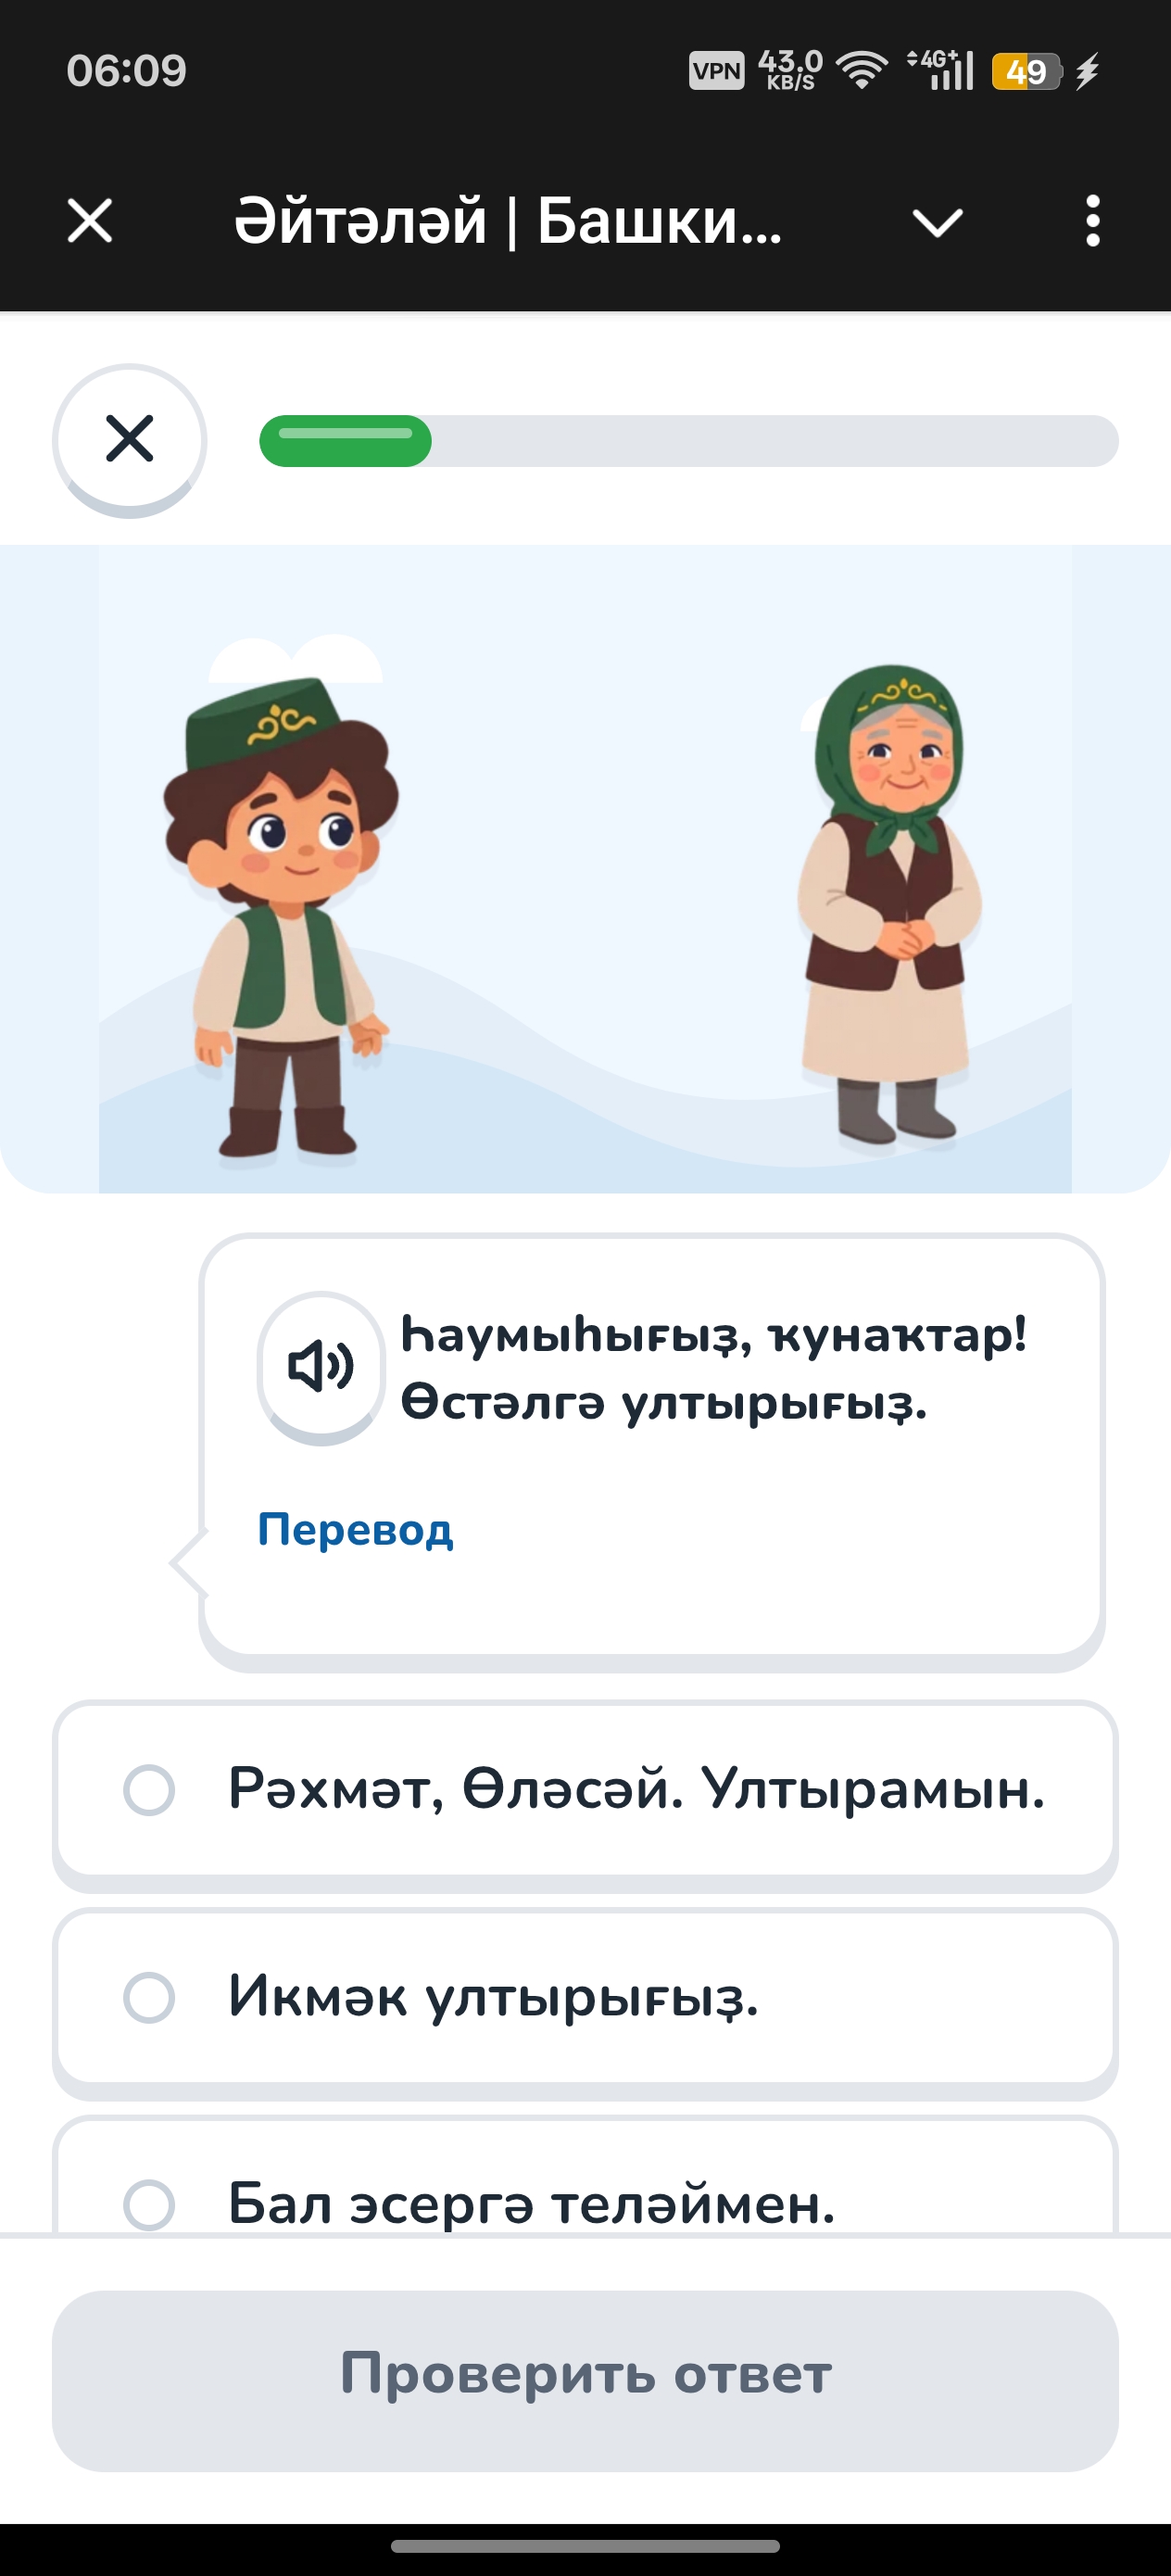 06:09
VPN 43.0 KB/S 4G+ 49
Әйтәләй | Башки...
Һаумыһығыҙ, ҡунаҡтар!
Өстәлгә ултырығыҙ.
Перевод
Рәхмәт, Өләсәй. Ултырамын.
Икмәк ултырығыҙ.
Бал эсергә теләймен.
Проверить ответ